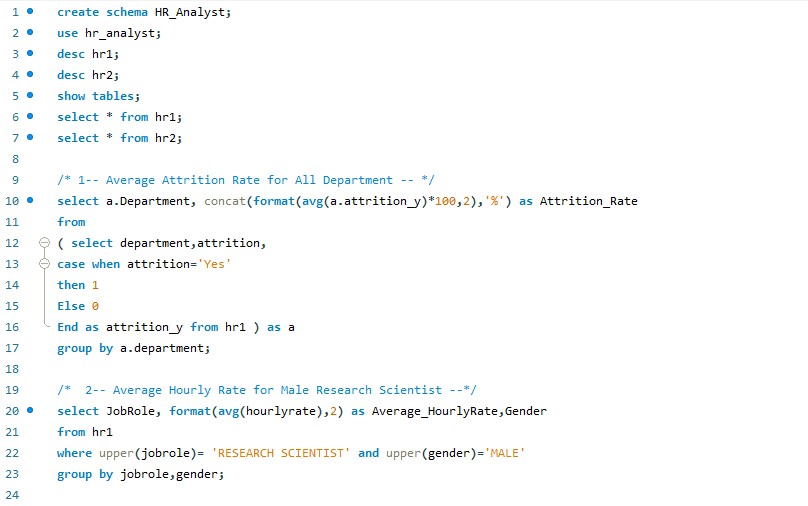 1 create schema HR_Analyst;
2 use hr_analyst;
3 desc hr1;
4 desc hr2;
5 show tables;
6 select * from hr1;
7 select * from hr2;
8
9 /* 1-- Average Attrition Rate for All Department -- */
10 select a.Department, concat(format(avg(a.attrition_y)*100,2),'%') as Attrition_Rate
11 from
12 ( select department,attrition,
13 case when attrition='Yes'
14 then 1
15 Else 0
16 End as attrition_y from hr1 ) as a
17 group by a.department;
18
19 /*  2-- Average Hourly Rate for Male Research Scientist --*/
20 select JobRole, format(avg(hourlyrate),2) as Average_HourlyRate,Gender
21 from hr1
22 where upper(jobrole)= 'RESEARCH SCIENTIST' and upper(gender)='MALE'
23 group by jobrole,gender;
24